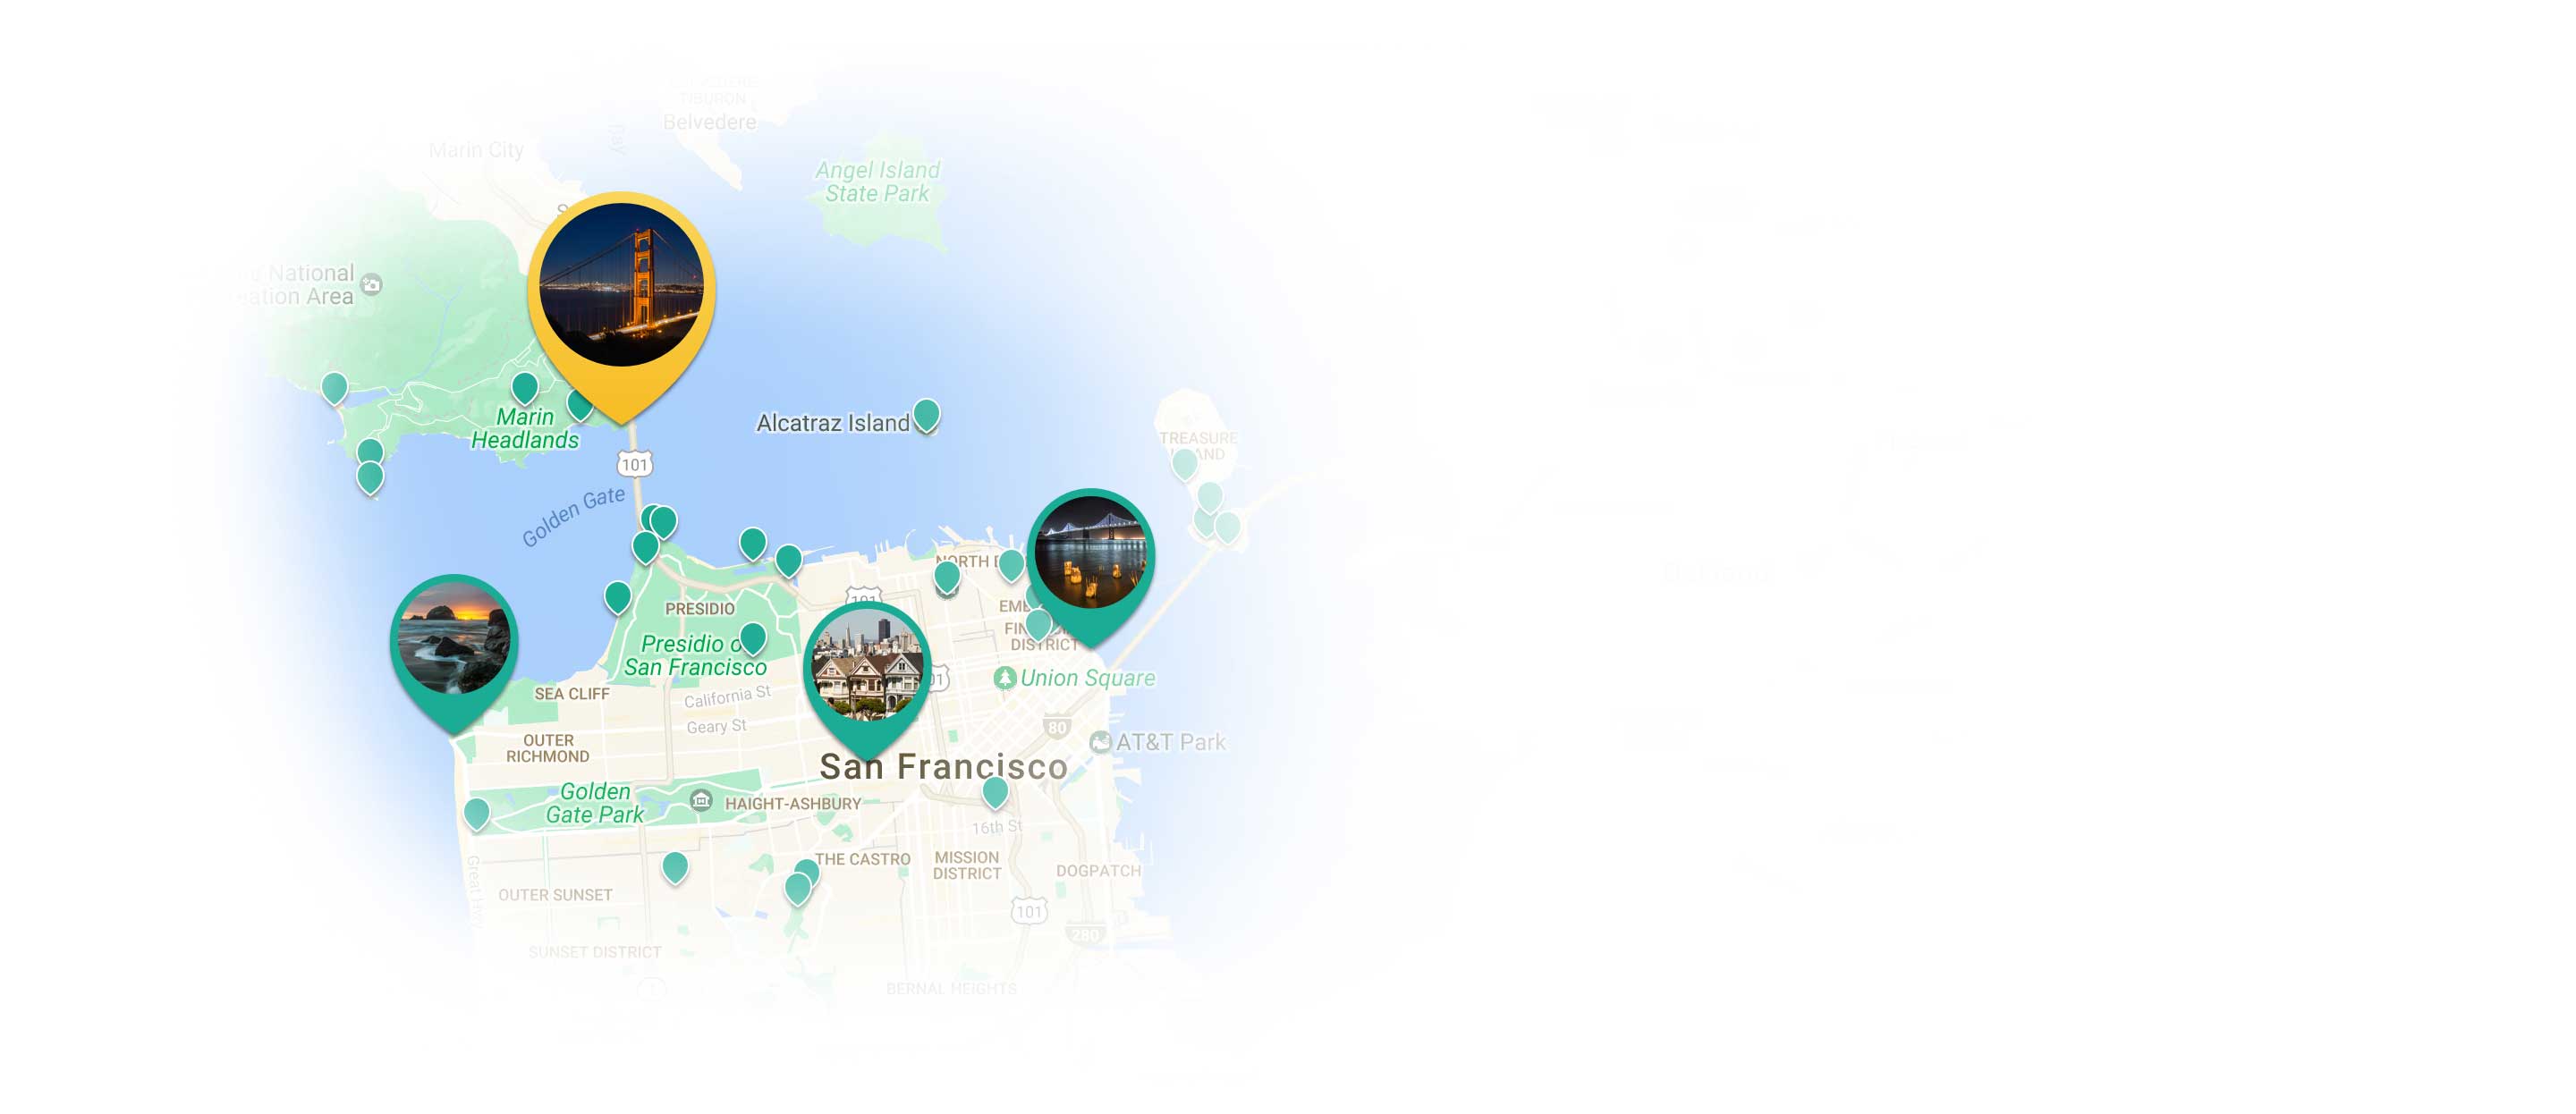 TIBURON
Belvedere
Marin City
Angel Island
State Park
National
ation Area
Marin
Headlands
Alcatraz Island
TREASURE
101
Golden Gate
NORTH
101
PRESIDIO
Presidio o
San Francisco
FIN
DISTRICT
Union Square
SEA CLIFF
California St
Geary St
80
OUTER
RICHMOND
AT&T Park
San Francisco
Golden
Gate Park
HAIGHT-ASHBURY
16th St
THE CASTRO
MISSION
DISTRICT
DOGPATCH
OUTER SUNSET
101
280
SUNSET DISTRICT
BERNAL HEIGHTS